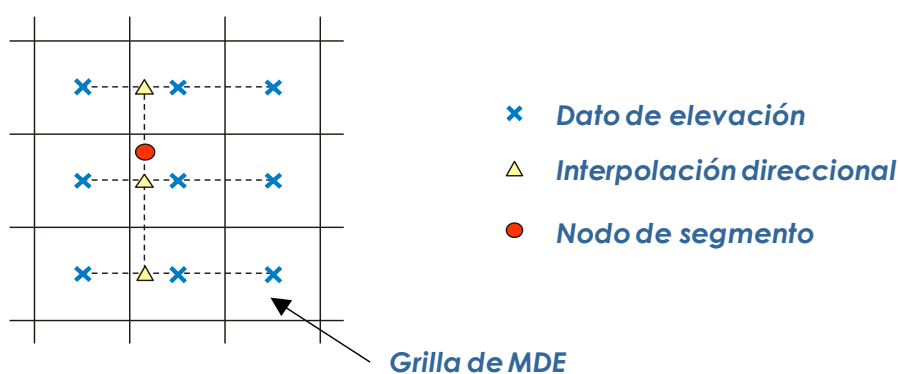 Dato de elevación
Interpolación direccional
Nodo de segmento
Grilla de MDE